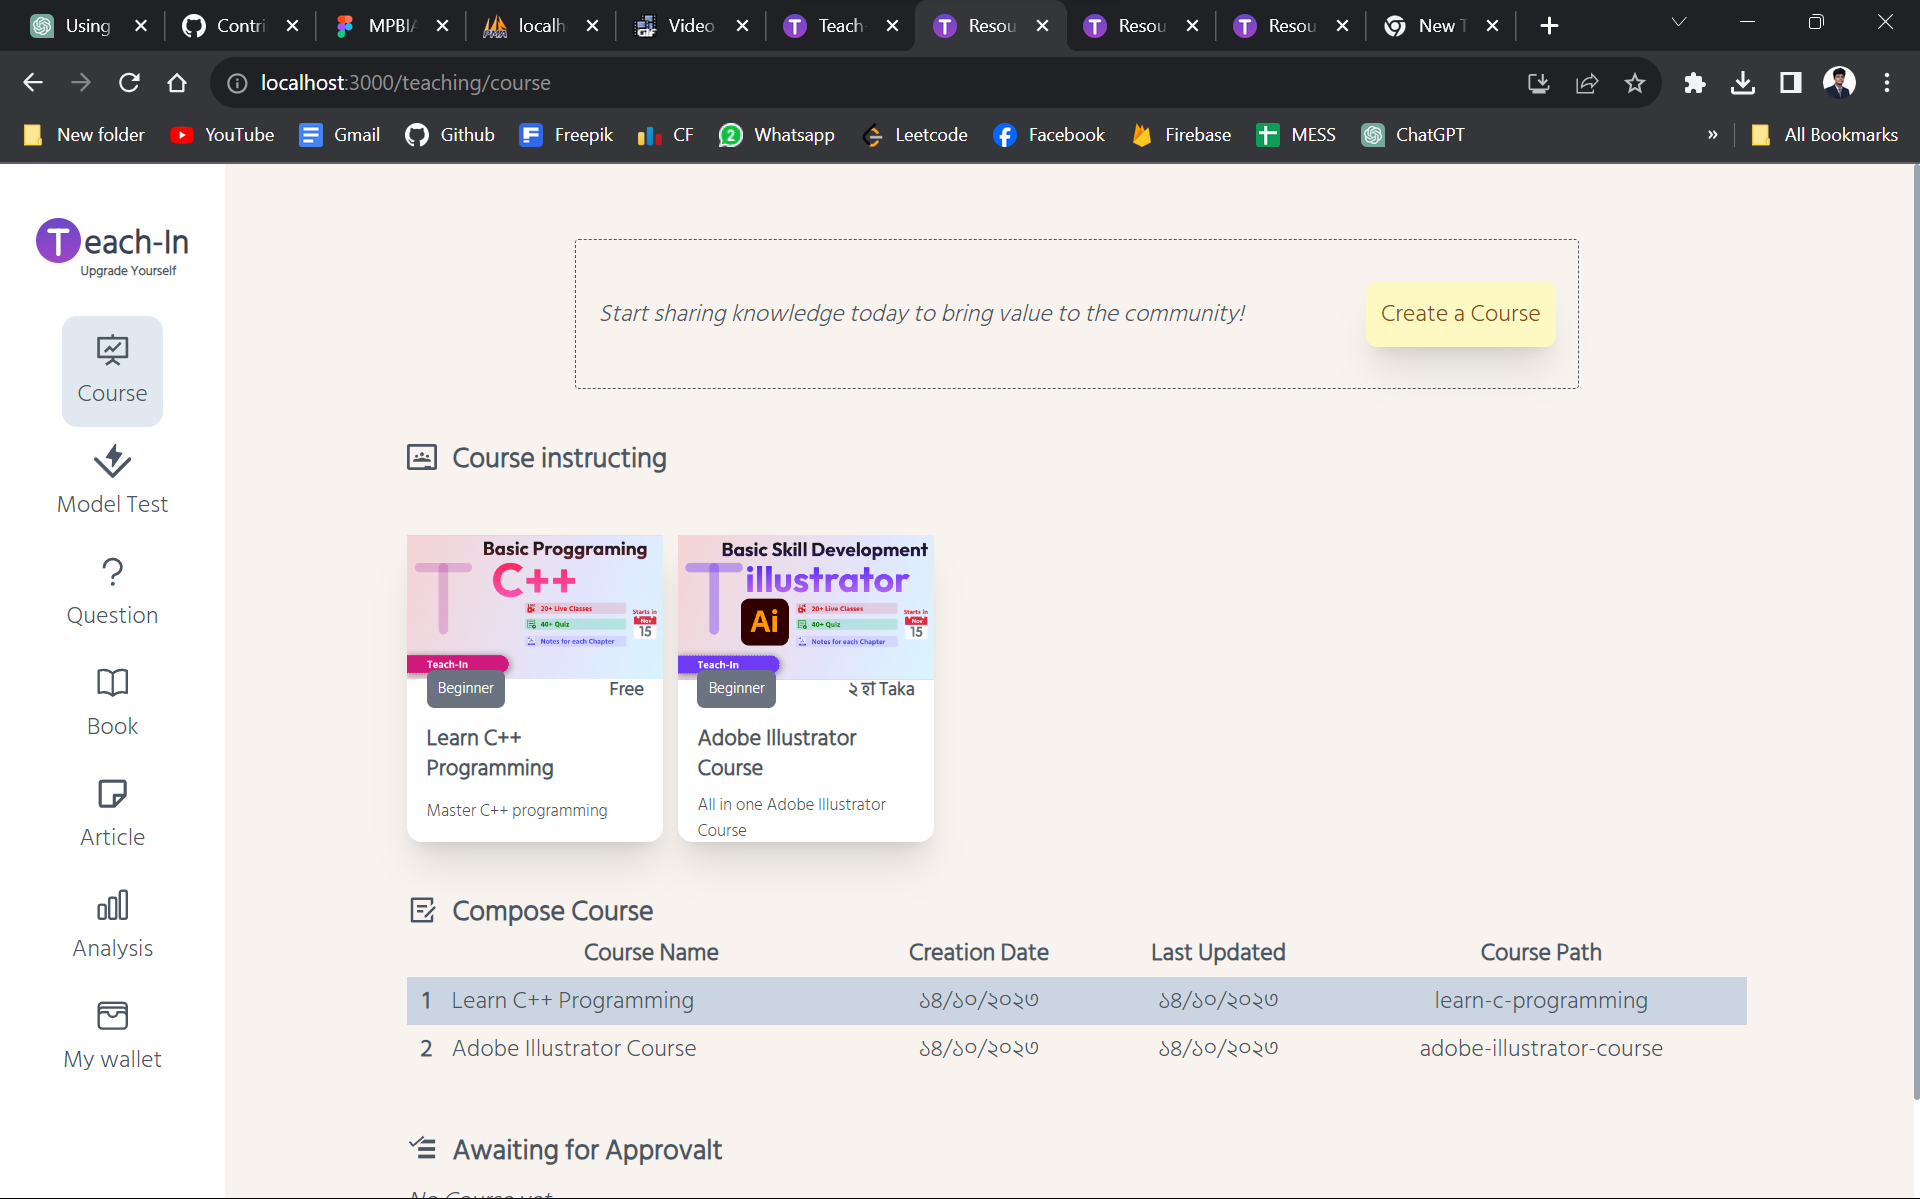 Using
Contri
MPBI
localh
Video
Teach-
Resou
Resou
Resou
New T
localhost:3000/teaching/course
New folder
YouTube
Gmail
Github
Freepik
CF
2
Whatsapp
Leetcode
Facebook
Firebase
MESS
ChatGPT
»
All Bookmarks
Teach-In
Upgrade Yourself
Course
Model Test
Question
Book
Article
Analysis
My wallet
Start sharing knowledge today to bring value to the community!
Create a Course
Course instructing
Basic Proggraming
C++
20+ Live Classes
40+ Quiz
Notes for each Chapter
Starts in
Nov
15
Teach-In
Beginner
Free
Learn C++
Programming
Master C++ programming
Basic Skill Development
illustrator
Ai
20+ Live Classes
40+ Quiz
Notes for each Chapter
Starts in
Nov
15
Teach-In
Beginner
Taka
Adobe Illustrator
Course
All in one Adobe Illustrator
Course
Compose Course
Course Name Creation Date Last Updated Course Path
1 Learn C++ Programming ১৪/১০/২০২৩ ১৪/১০/২০২৩ learn-c-programming
2 Adobe Illustrator Course ১৪/১০/২০২৩ ১৪/১০/২০২৩ adobe-illustrator-course
Awaiting for Approvalt
No Course yet